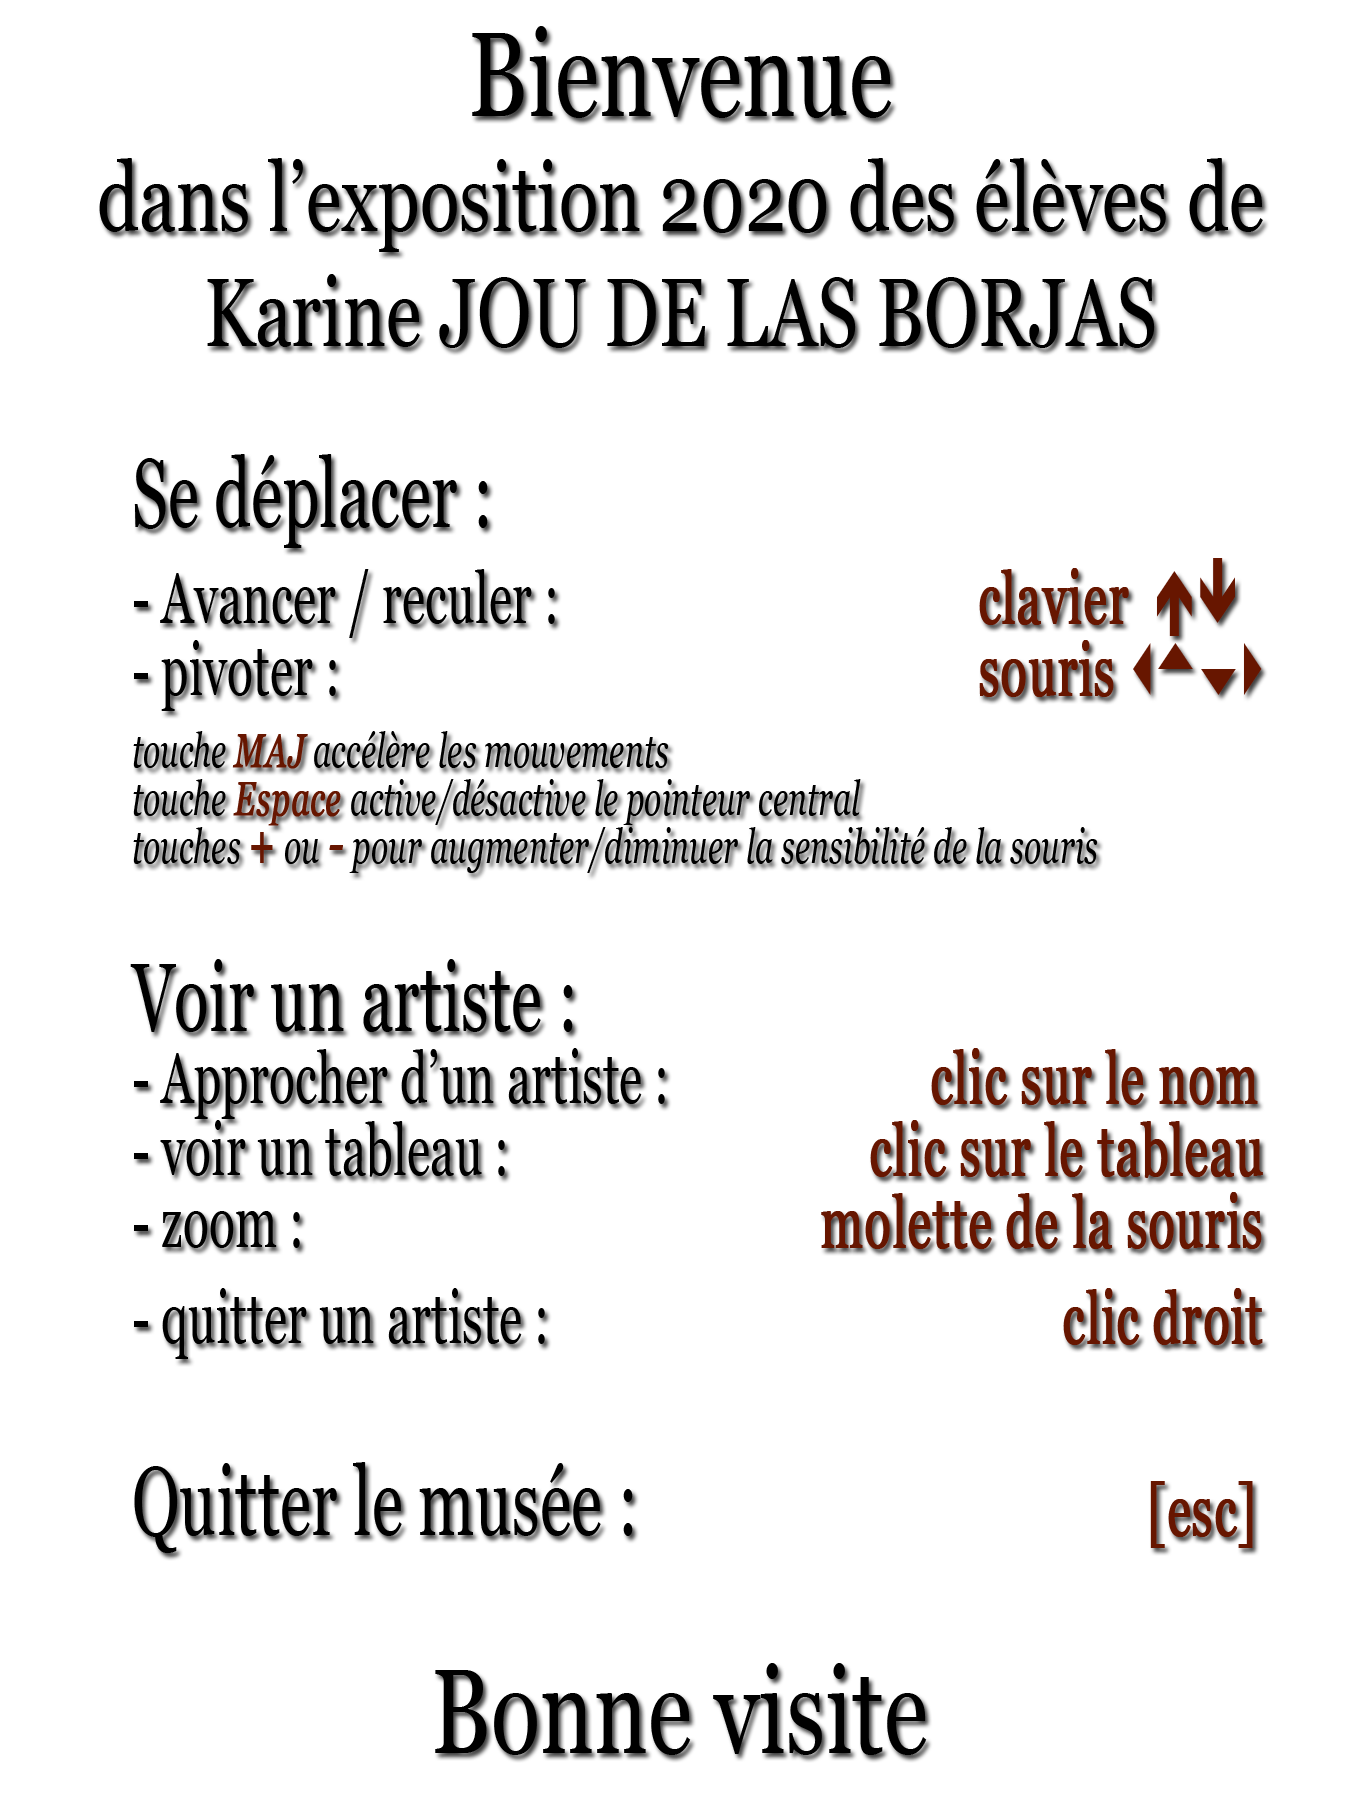 Bienvenue
dans l’exposition 2020 des élèves de
Karine JOU DE LAS BORJAS
Se déplacer :
- Avancer / reculer : clavier 🡹🡻
- pivoter : souris ⏴⏶⏷⏵
touche MAJ accélère les mouvements
touche Espace active/désactive le pointeur central
touches + ou - pour augmenter/diminuer la sensibilité de la souris
Voir un artiste :
- Approcher d’un artiste : clic sur le nom
- voir un tableau : clic sur le tableau
- zoom : molette de la souris
- quitter un artiste : clic droit
Quitter le musée : [esc]
Bonne visite